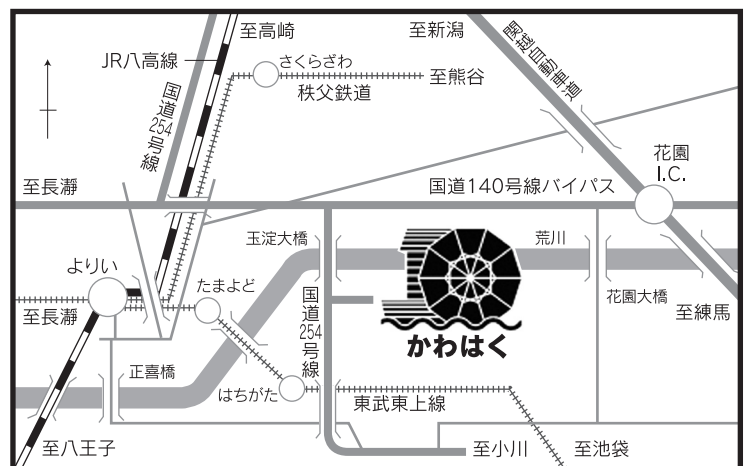 至高崎
至新潟
関越自動車道
JR八高線
さくらざわ
至熊谷
秩父鉄道
国道254号線
花園
I.C.
至長瀞
国道140号線バイパス
玉淀大橋
荒川
よりい
たまよど
花園大橋
至長瀞
国道254号線
至練馬
かわはく
正喜橋
はちがた
東武東上線
至八王子
至小川
至池袋